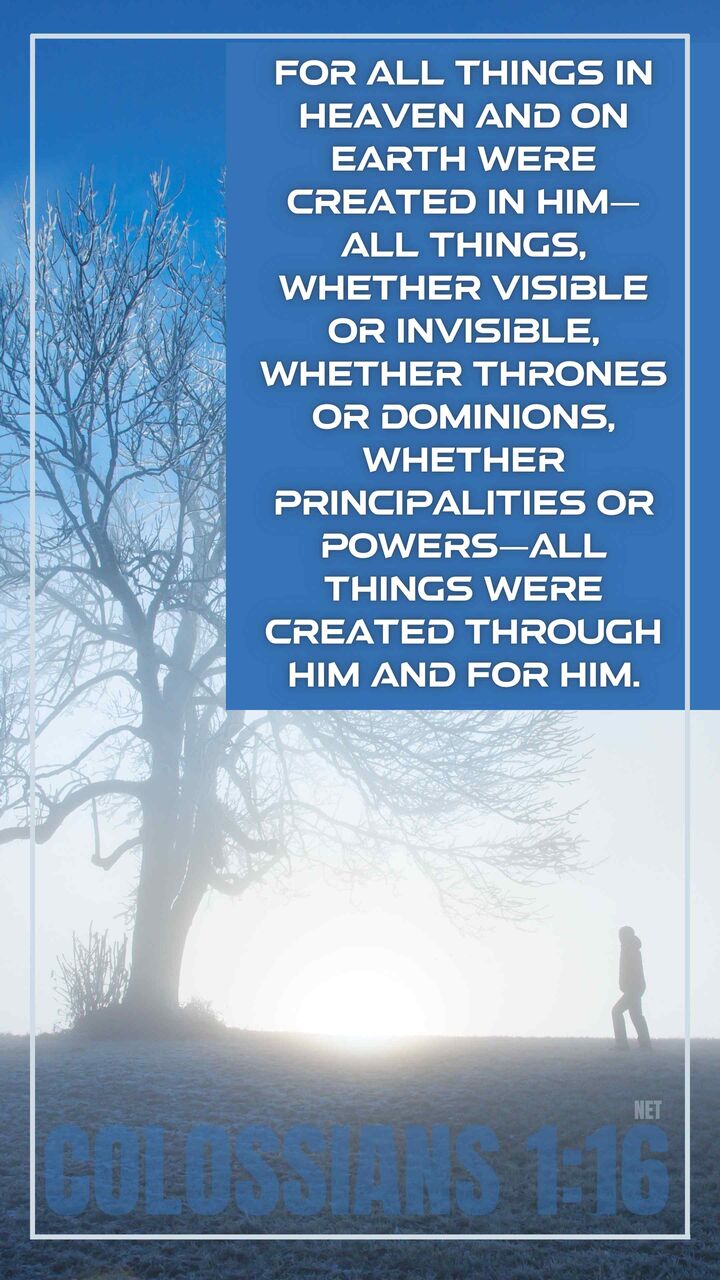 FOR ALL THINGS IN
HEAVEN AND ON
EARTH WERE
CREATED IN HIM—
ALL THINGS,
WHETHER VISIBLE
OR INVISIBLE,
WHETHER THRONES
OR DOMINIONS,
WHETHER
PRINCIPALITIES OR
POWERS—ALL
THINGS WERE
CREATED THROUGH
HIM AND FOR HIM.
NET
COLOSSIANS 1:16